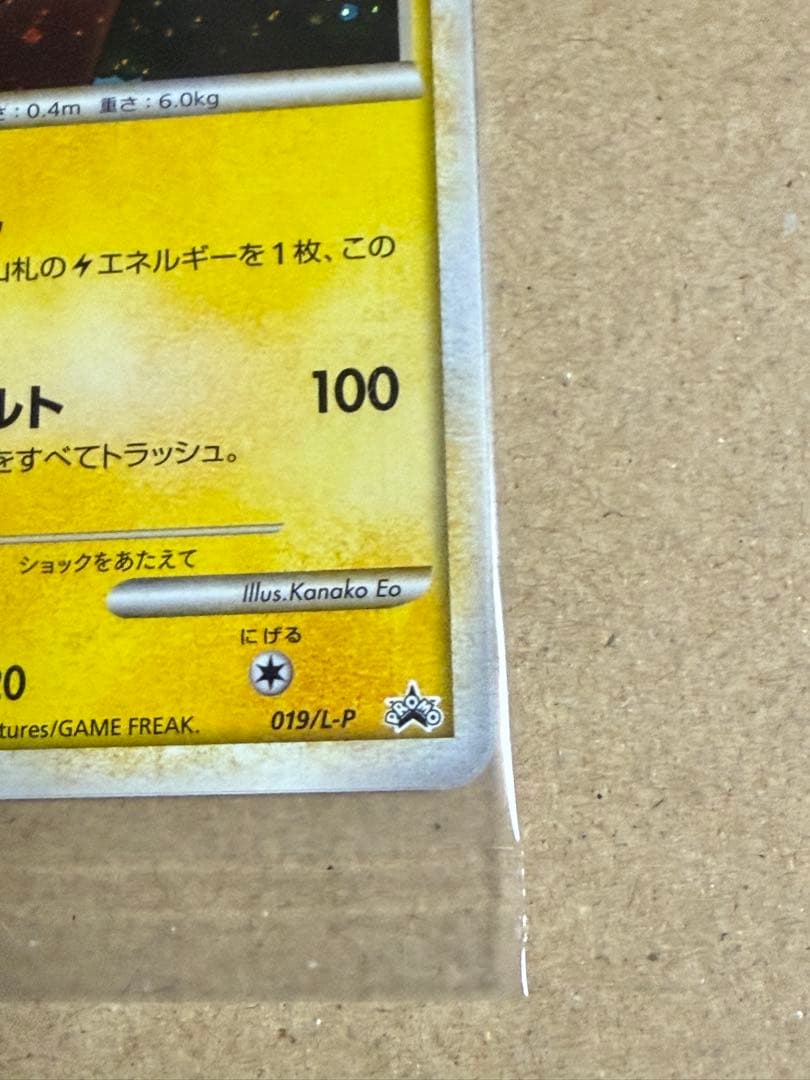 さ：0.4m 重さ：6.0kg
山札の エネルギーを1枚、この
ルト 100
をすべてトラッシュ。
ショックをあたえて
Illus.Kanako Eo
にげる
20
tures/GAME FREAK. 019/L-P PROMO